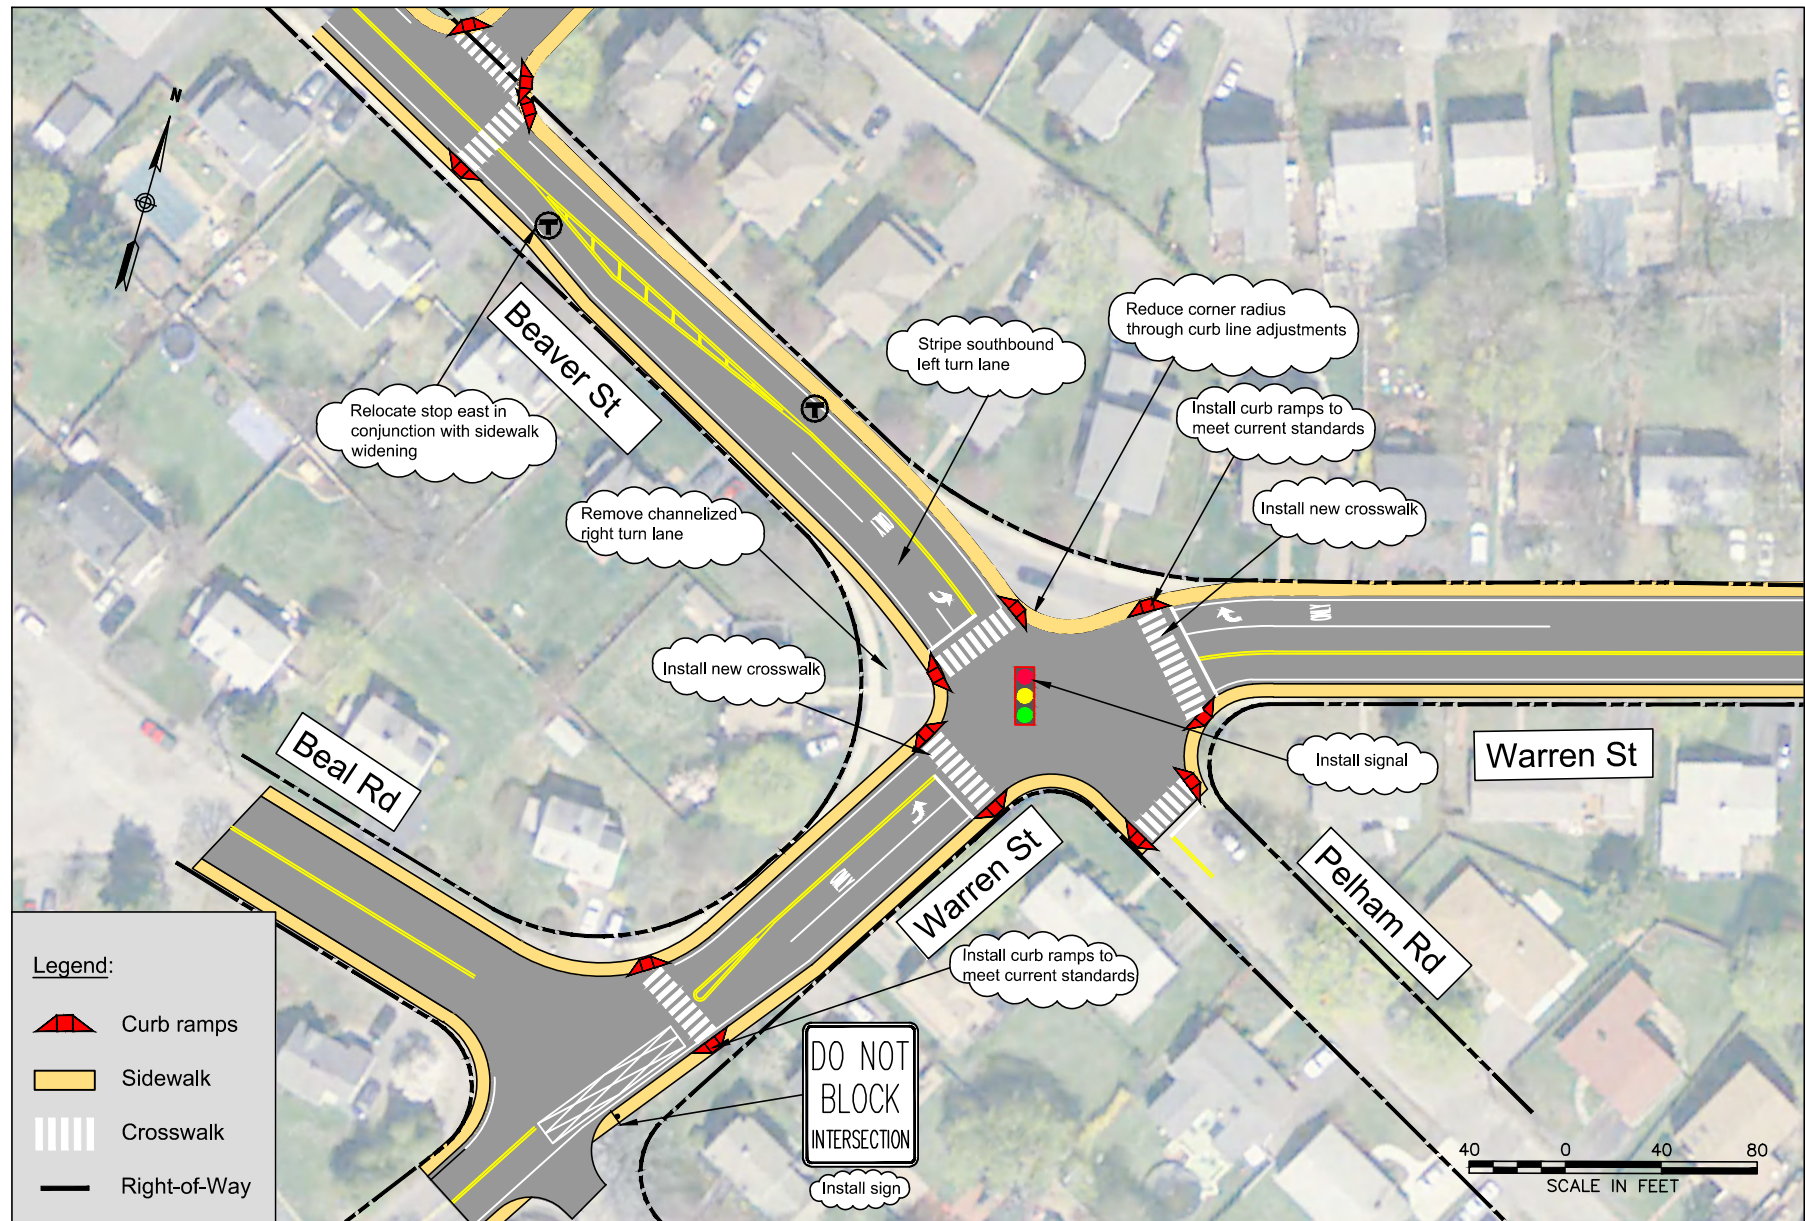 N
Beaver St
Reduce corner radius
through curb line adjustments
Stripe southbound
left turn lane
Relocate stop east in
conjunction with sidewalk
widening
Install curb ramps to
meet current standards
Remove channelized
right turn lane
Install new crosswalk
ONLY
ONLY
Install new crosswalk
Install signal
Warren St
Beal Rd
Warren St
Pelham Rd
ONLY
Install curb ramps to
meet current standards
DO NOT
BLOCK
INTERSECTION
Install sign
Legend:
Curb ramps
Sidewalk
Crosswalk
Right-of-Way
T
T
40 0 40 80
SCALE IN FEET